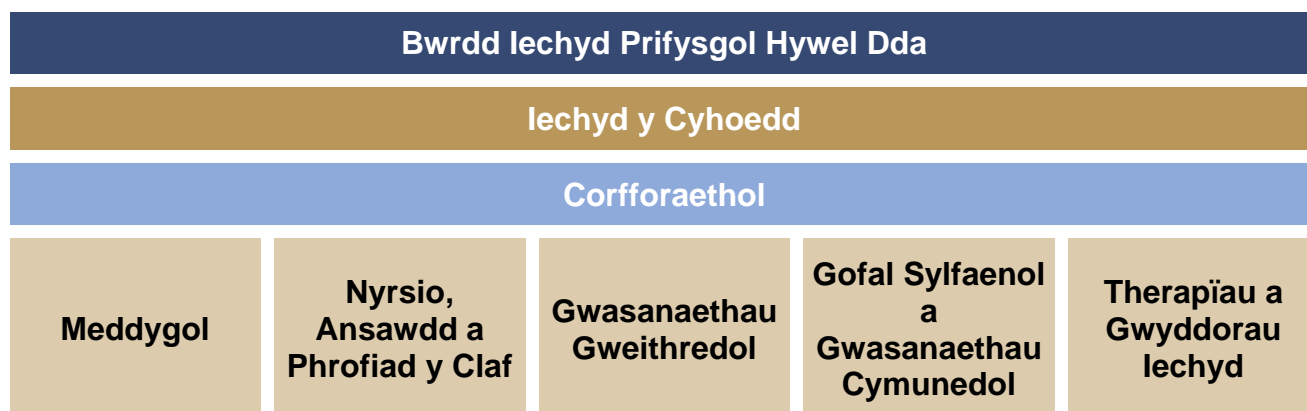 Bwrdd Iechyd Prifysgol Hywel Dda
Iechyd y Cyhoedd
Corfforaethol
Meddygol
Nyrsio,
Ansawdd a
Phrofiad y Claf
Gwasanaethau
Gweithredol
Gofal Sylfaenol
a
Gwasanaethau
Cymunedol
Therapïau a
Gwyddorau
Iechyd